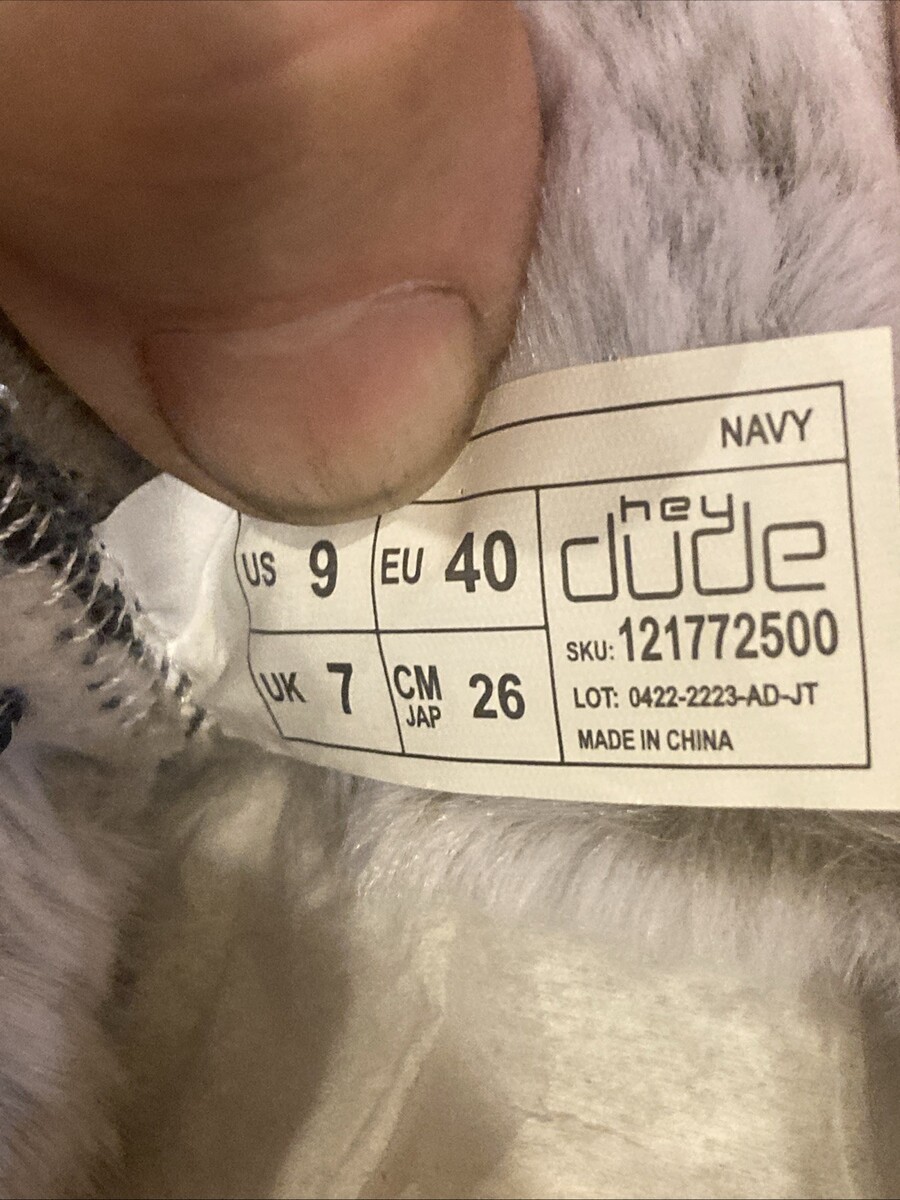 NAVY
US 9
EU 40
UK 7
CM JAP 26
hey
dude
SKU: 121772500
LOT: 0422-2223-AD-JT
MADE IN CHINA